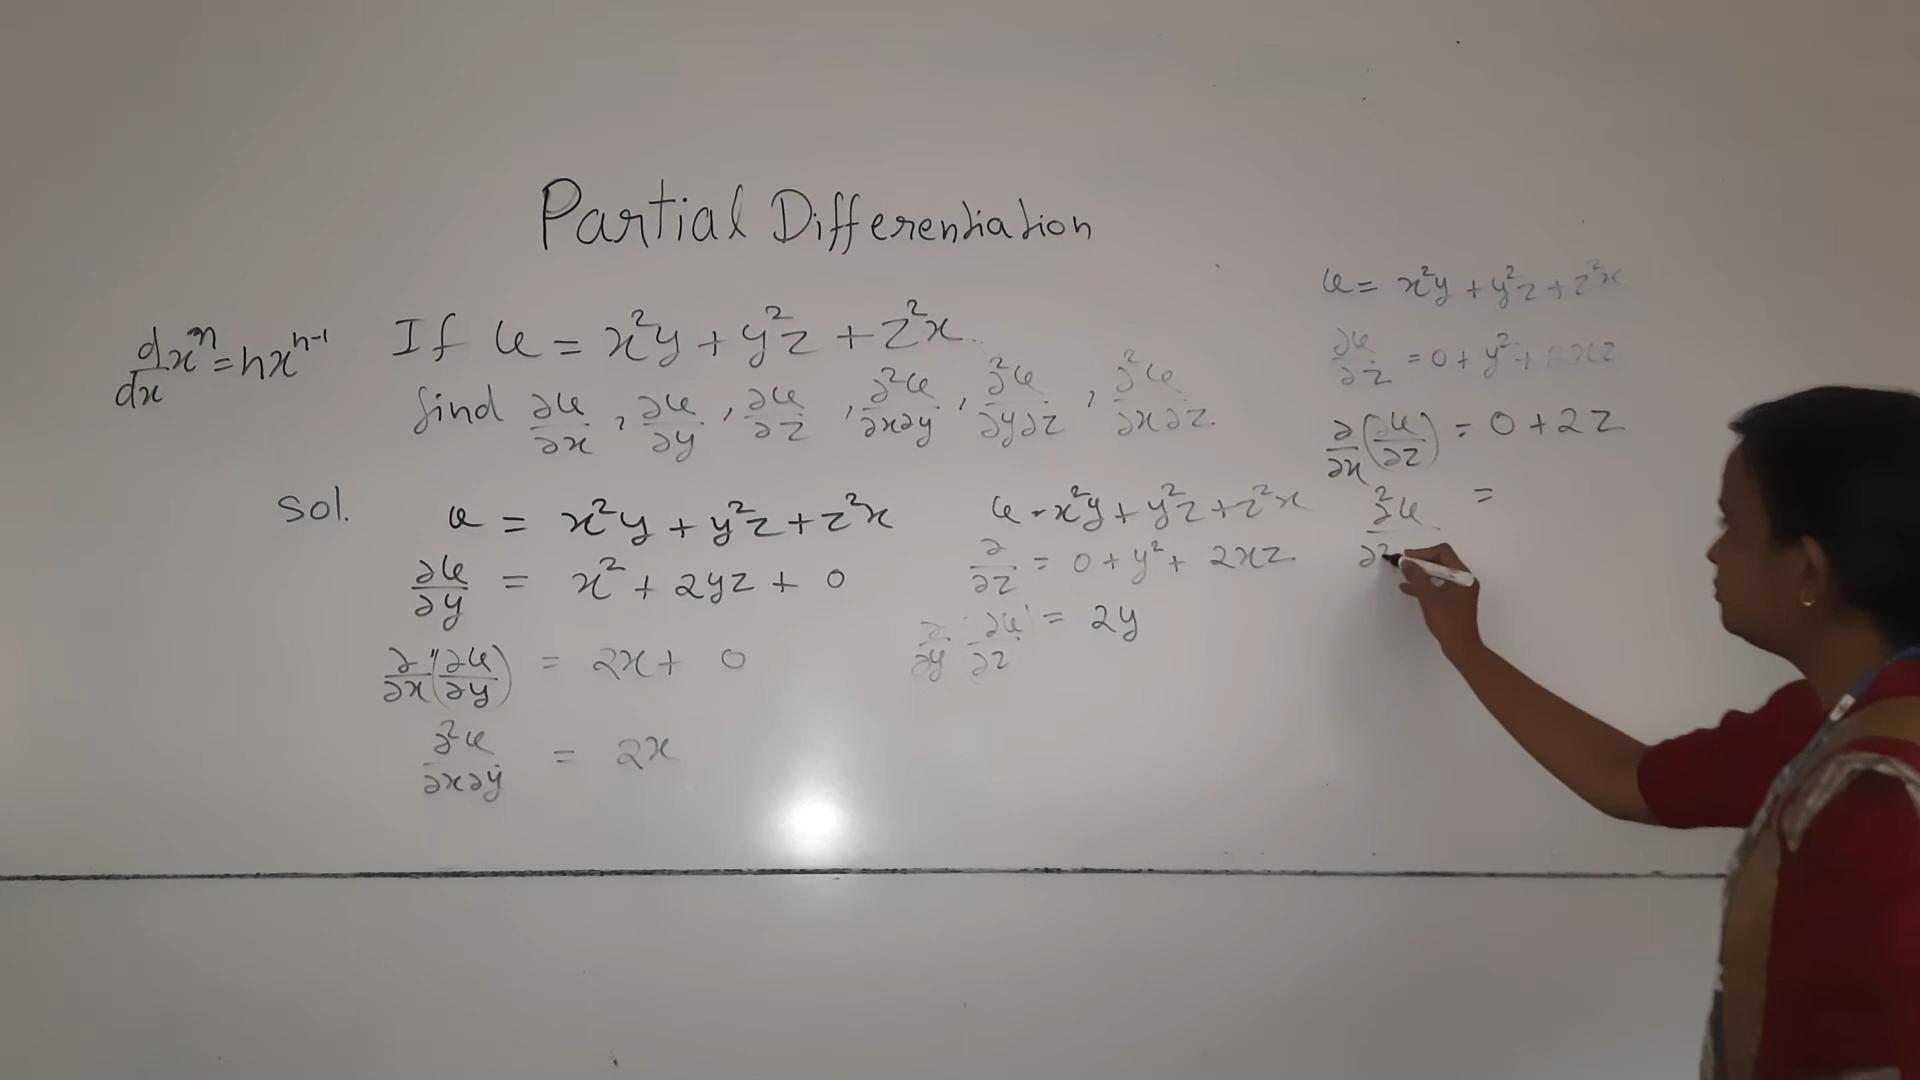 Partial Differentiation
d/dx xⁿ = nxⁿ⁻¹
If u = x²y + y²z + z²x
find ∂u/∂x , ∂u/∂y , ∂u/∂z , ∂²u/∂x∂y , ∂²u/∂y∂z , ∂²u/∂x∂z
Sol. u = x²y + y²z + z²x
∂u/∂y = x² + 2yz + 0
∂/∂x (∂u/∂y) = 2x + 0
∂²u/∂x∂y = 2x
u = x²y + y²z + z²x
∂/∂z = 0 + y² + 2xz
∂/∂y ∂u/∂z = 2y
u = x²y + y²z + z²x
∂u/∂z = 0 + y² + 2xz
∂/∂x (∂u/∂z) = 0 + 2z
∂²u/∂x =